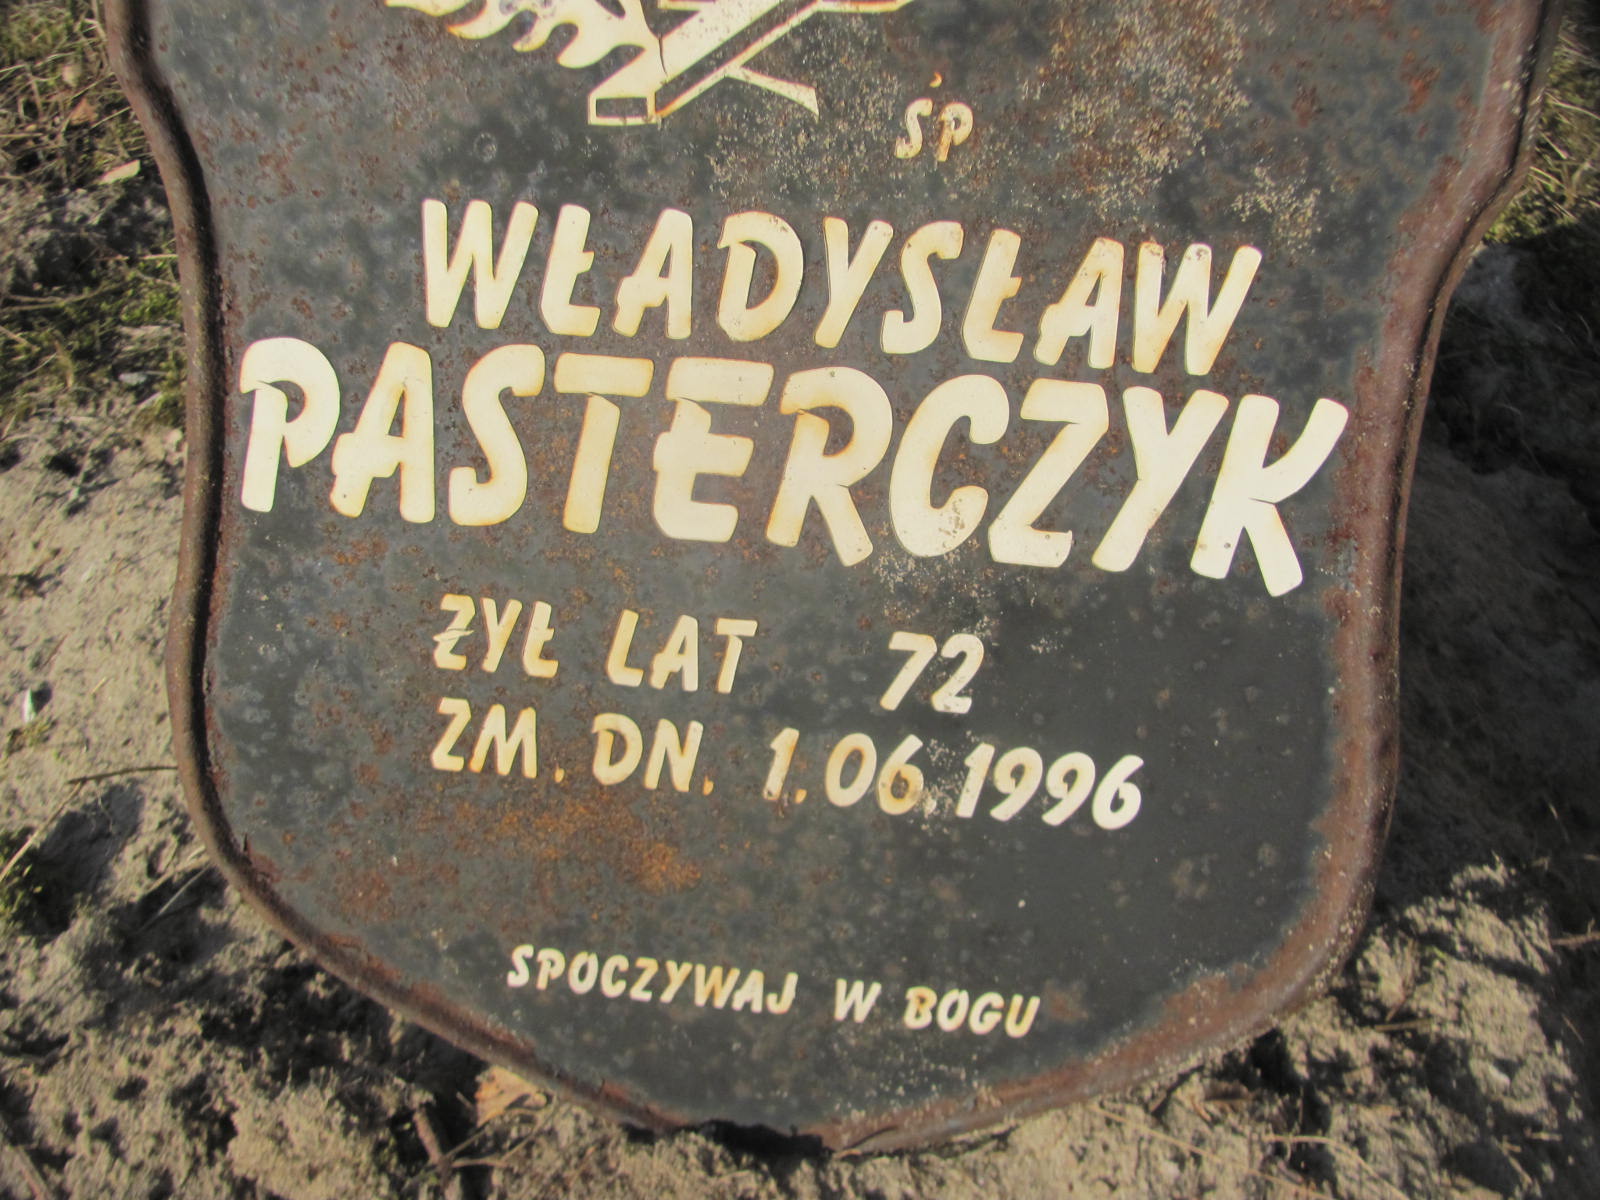 ŚP
WŁADYSŁAW
PASTERCZYK
ŻYŁ LAT 72
ZM. DN. 1.06.1996
SPOCZYWAJ W BOGU